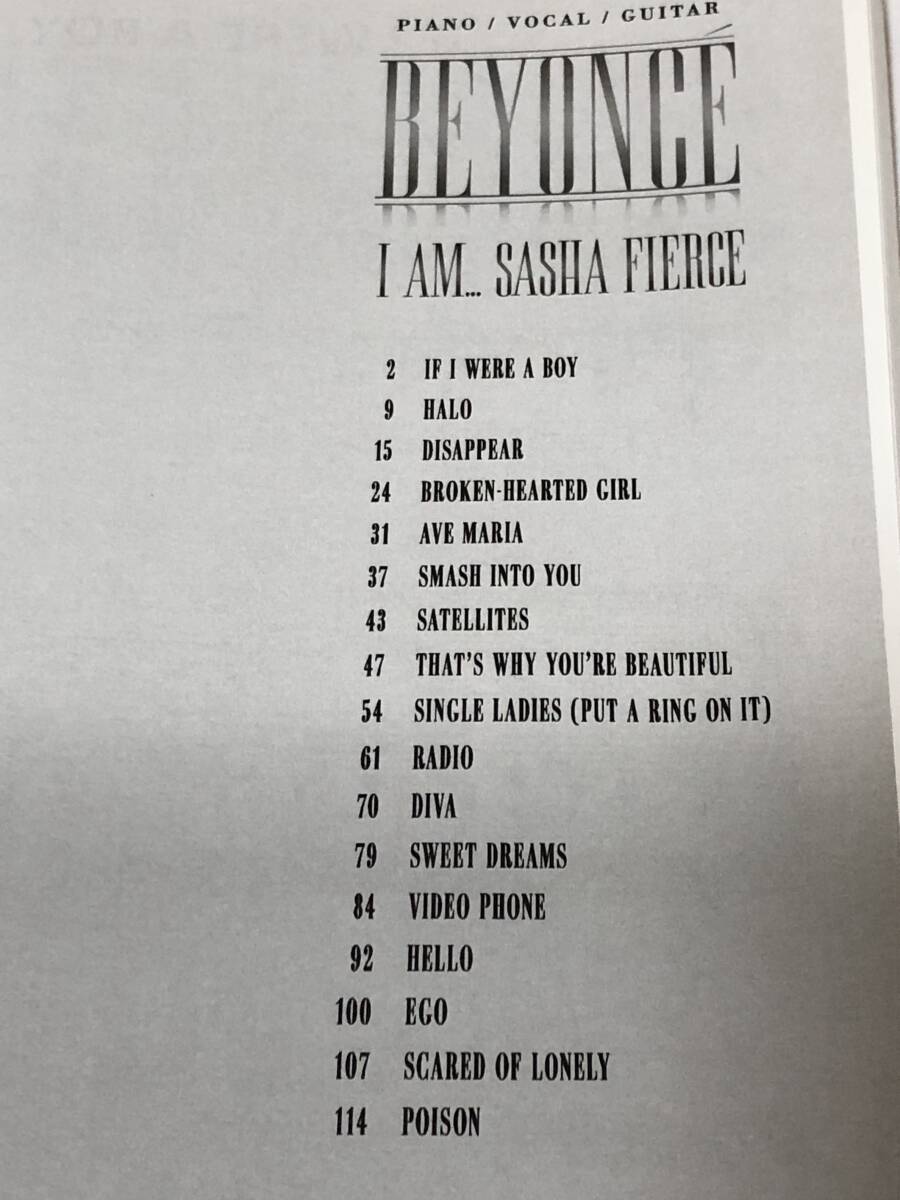 PIANO / VOCAL / GUITAR
BEYONCÉ
I AM... SASHA FIERCE
2 IF I WERE A BOY
9 HALO
15 DISAPPEAR
24 BROKEN-HEARTED GIRL
31 AVE MARIA
37 SMASH INTO YOU
43 SATELLITES
47 THAT'S WHY YOU'RE BEAUTIFUL
54 SINGLE LADIES (PUT A RING ON IT)
61 RADIO
70 DIVA
79 SWEET DREAMS
84 VIDEO PHONE
92 HELLO
100 EGO
107 SCARED OF LONELY
114 POISON